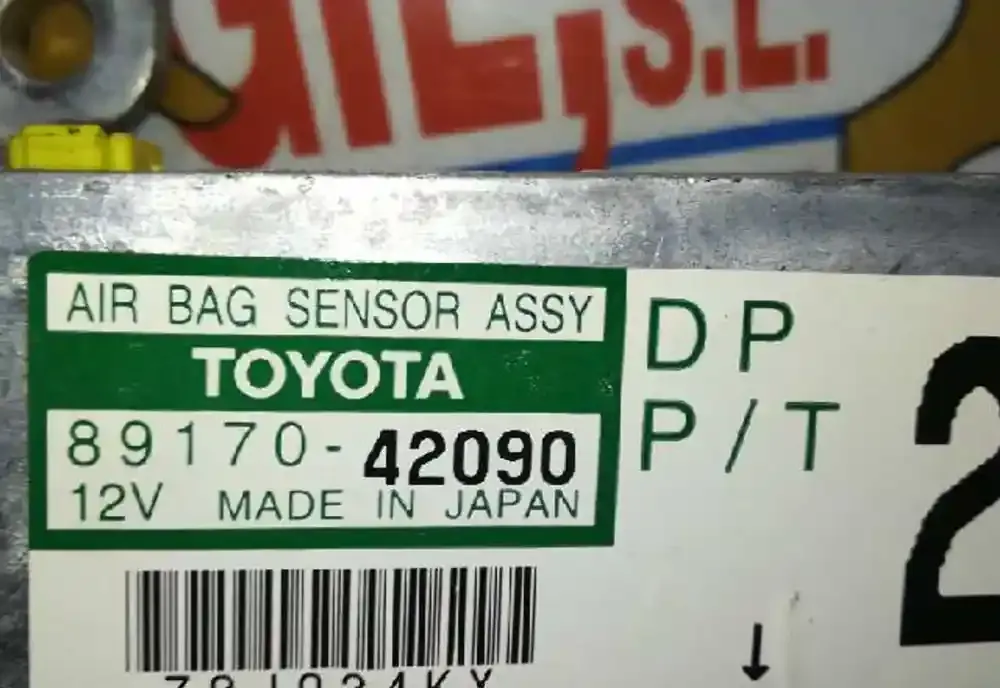 GIL, S.L.
AIR BAG SENSOR ASSY
TOYOTA
89170-42090
12V MADE IN JAPAN
DP
P/T
2